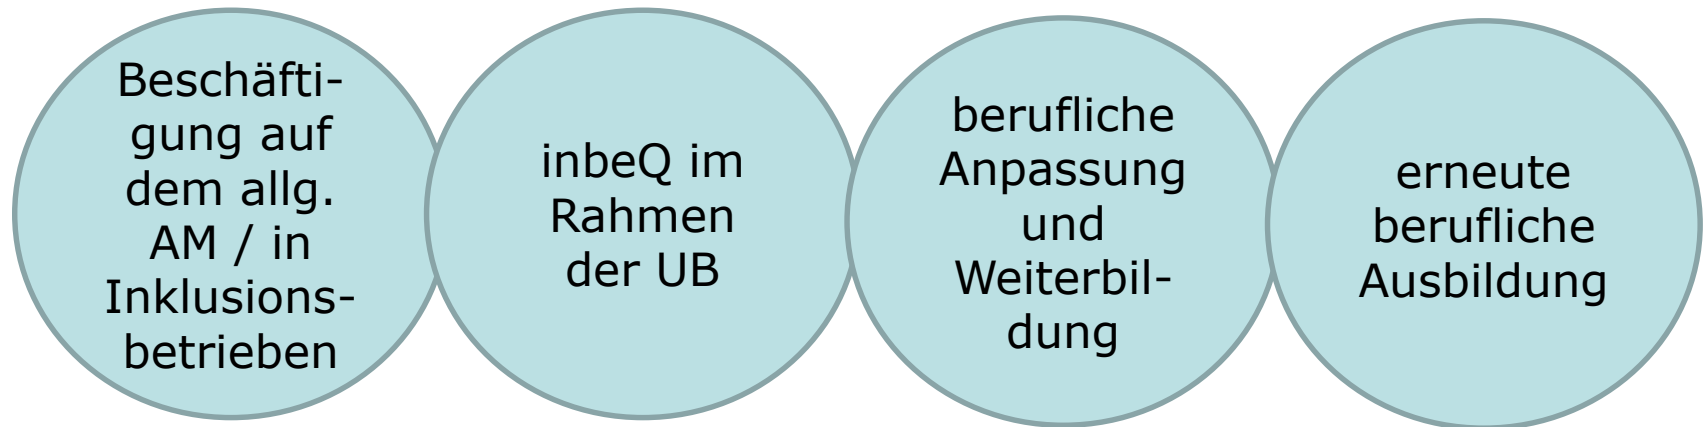 Beschäfti-
gung auf
dem allg.
AM / in
Inklusions-
betrieben
inbeQ im
Rahmen
der UB
berufliche
Anpassung
und
Weiterbil-
dung
erneute
berufliche
Ausbildung